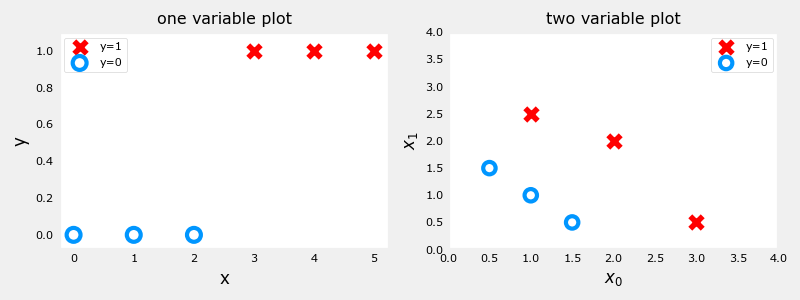 one variable plot
y=1
y=0
y
1.0
0.8
0.6
0.4
0.2
0.0
0 1 2 3 4 5
x
two variable plot
y=1
y=0
x₁
4.0
3.5
3.0
2.5
2.0
1.5
1.0
0.5
0.0
0.0 0.5 1.0 1.5 2.0 2.5 3.0 3.5 4.0
x₀